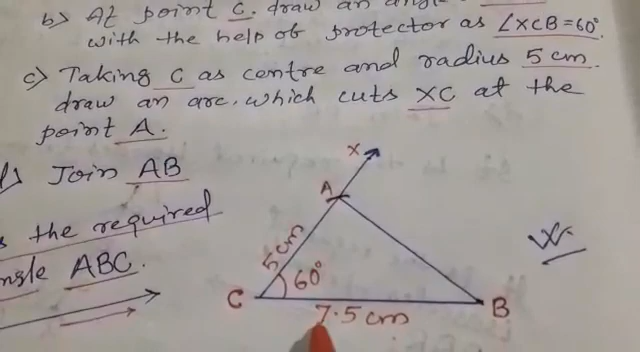 b) At point C. draw an angle
with the help ob protector as ∠XCB=60°.
c) Taking C as centre and radius 5 cm.
draw an arc, which cuts XC at the
point A.
Join AB
the required
ABC.
X
A
5cm
60°
C
B
7.5 cm